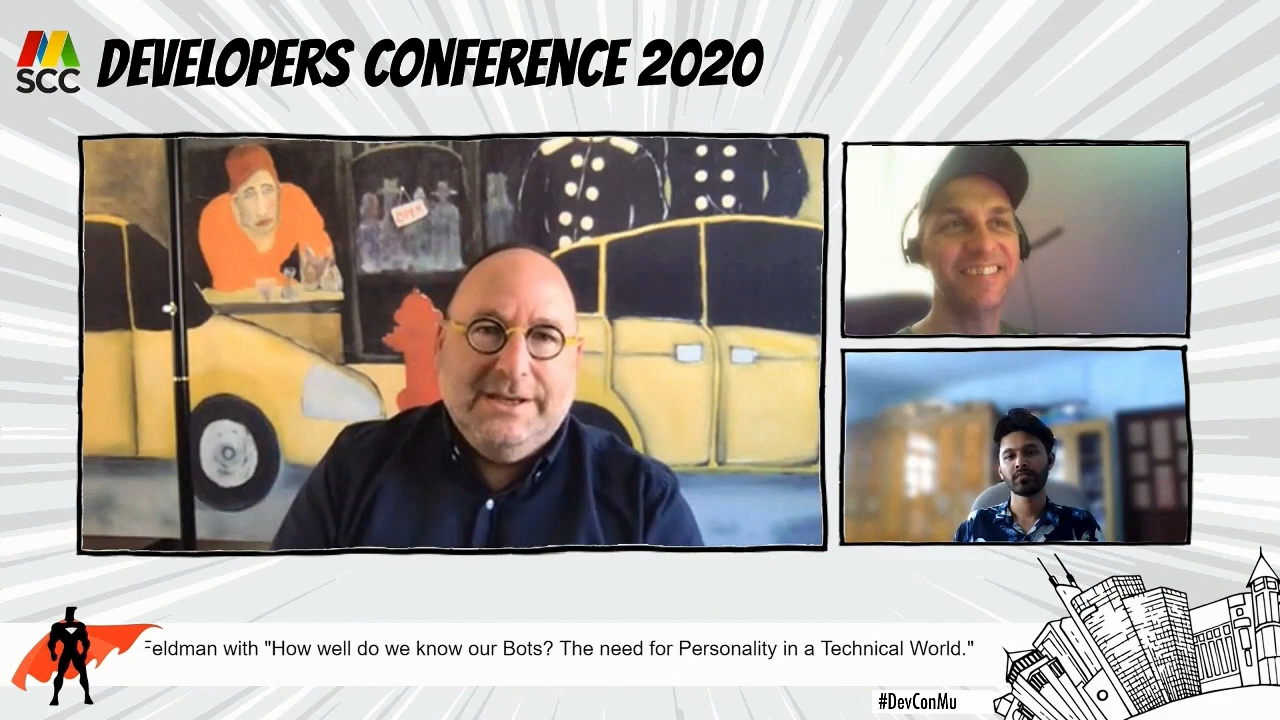 SCC
DEVELOPERS CONFERENCE 2020
OPEN
Feldman with "How well do we know our Bots? The need for Personality in a Technical World."
#DevConMu